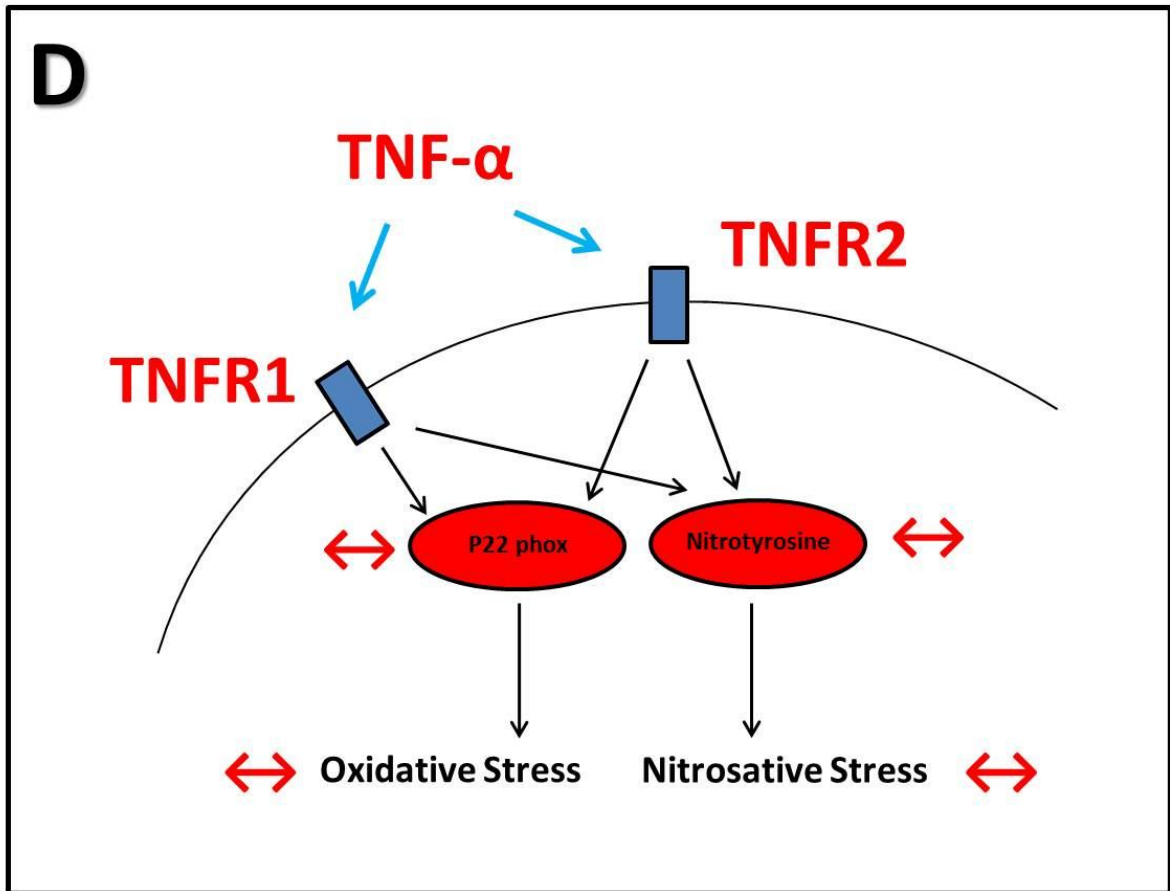 D
TNF-α
TNFR2
TNFR1
P22 phox
Nitrotyrosine
Oxidative Stress
Nitrosative Stress